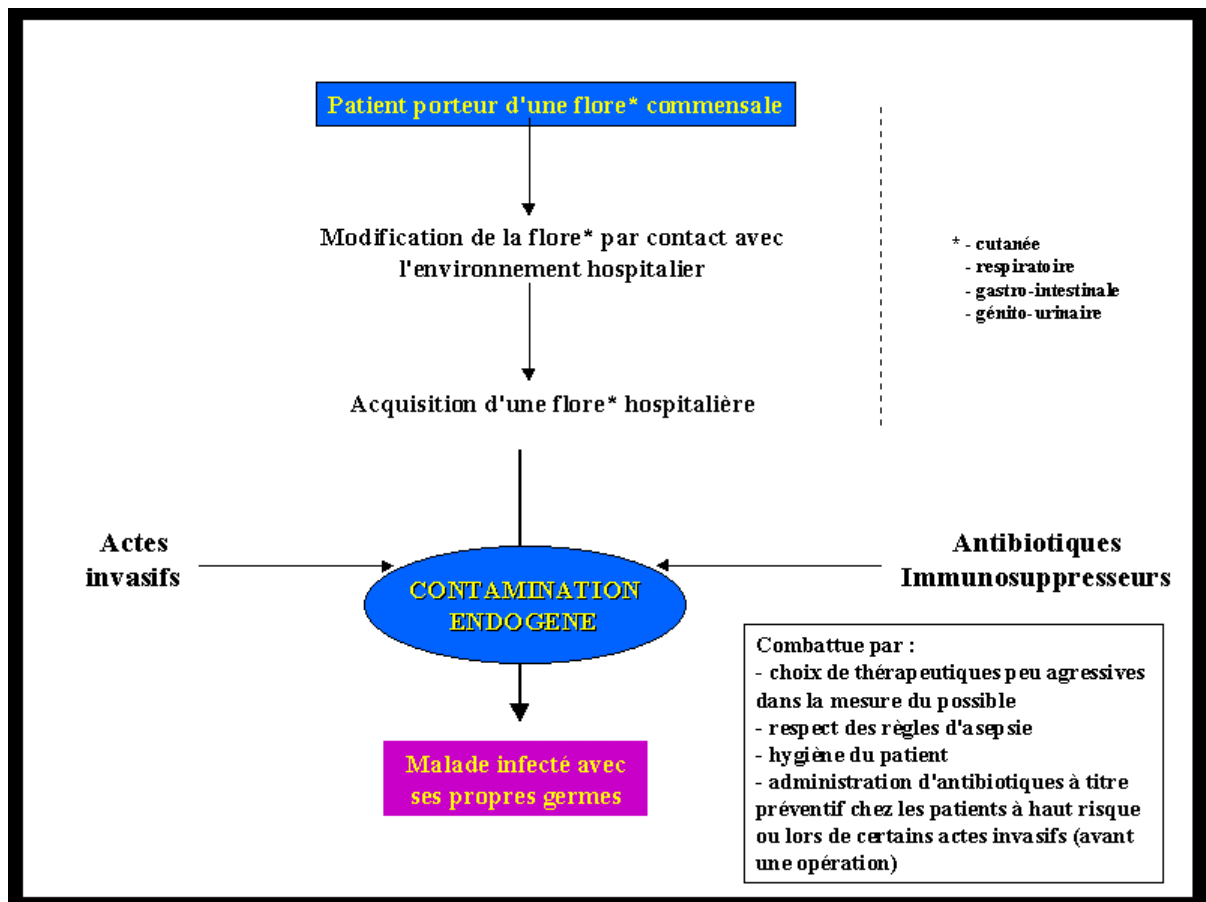 Patient porteur d'une flore* commensale
Modification de la flore* par contact avec
l'environnement hospitalier
* - cutanée
- respiratoire
- gastro-intestinale
- génito-urinaire
Acquisition d'une flore* hospitalière
Actes
invasifs
Antibiotiques
Immunosuppresseurs
CONTAMINATION
ENDOGENE
Combattue par :
- choix de thérapeutiques peu agressives
dans la mesure du possible
- respect des règles d'asepsie
- hygiène du patient
- administration d'antibiotiques à titre
préventif chez les patients à haut risque
ou lors de certains actes invasifs (avant
une opération)
Malade infecté avec
ses propres germes